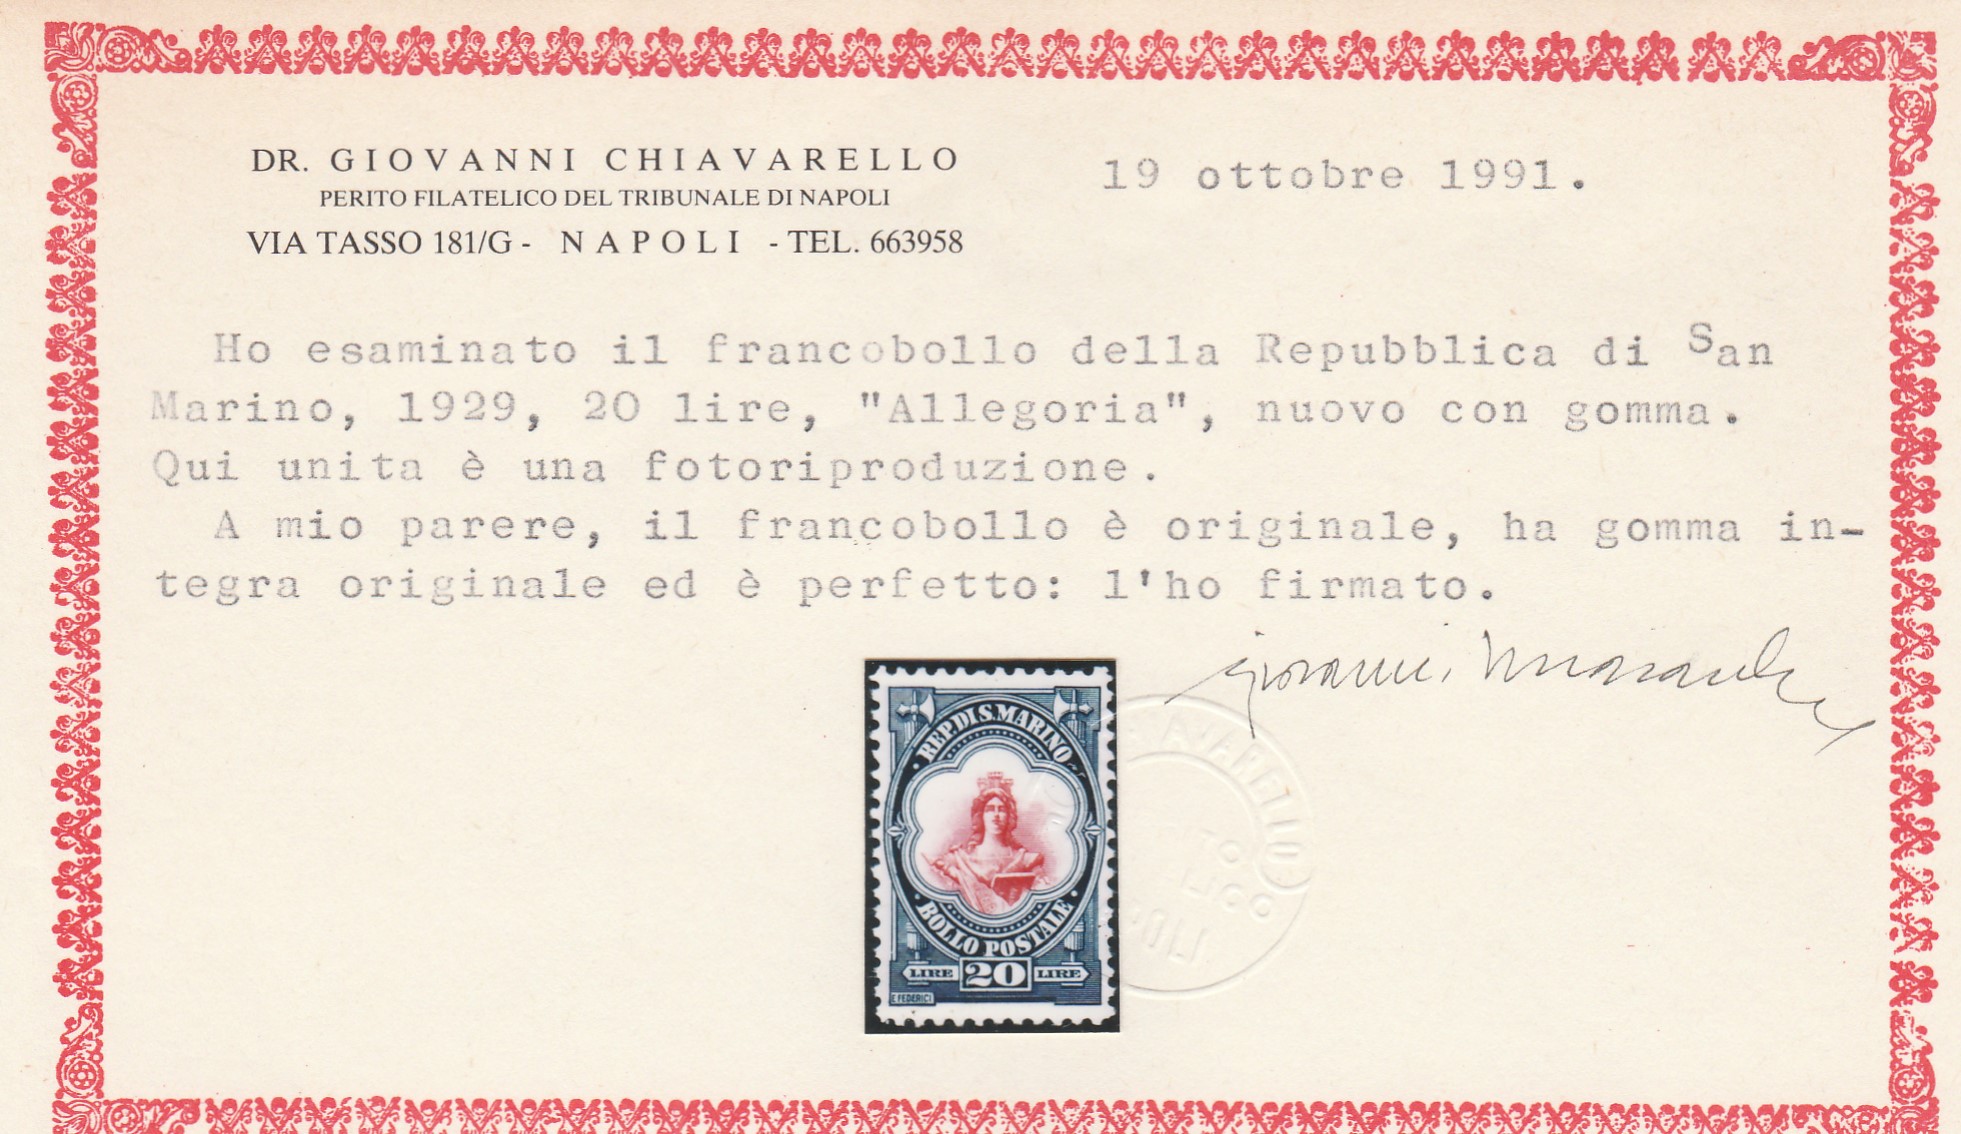 DR. GIOVANNI CHIAVARELLO
PERITO FILATELICO DEL TRIBUNALE DI NAPOLI
VIA TASSO 181/G - NAPOLI - TEL. 663958
19 ottobre 1991.
Ho esaminato il francobollo della Repubblica di San
Marino, 1929, 20 lire, "Allegoria", nuovo con gomma.
Qui unita è una fotoriproduzione.
A mio parere, il francobollo è originale, ha gomma in-
tegra originale ed è perfetto: l'ho firmato.
REP. DI S. MARINO
BOLLO POSTALE
LIRE 20 LIRE
E FEDERICI